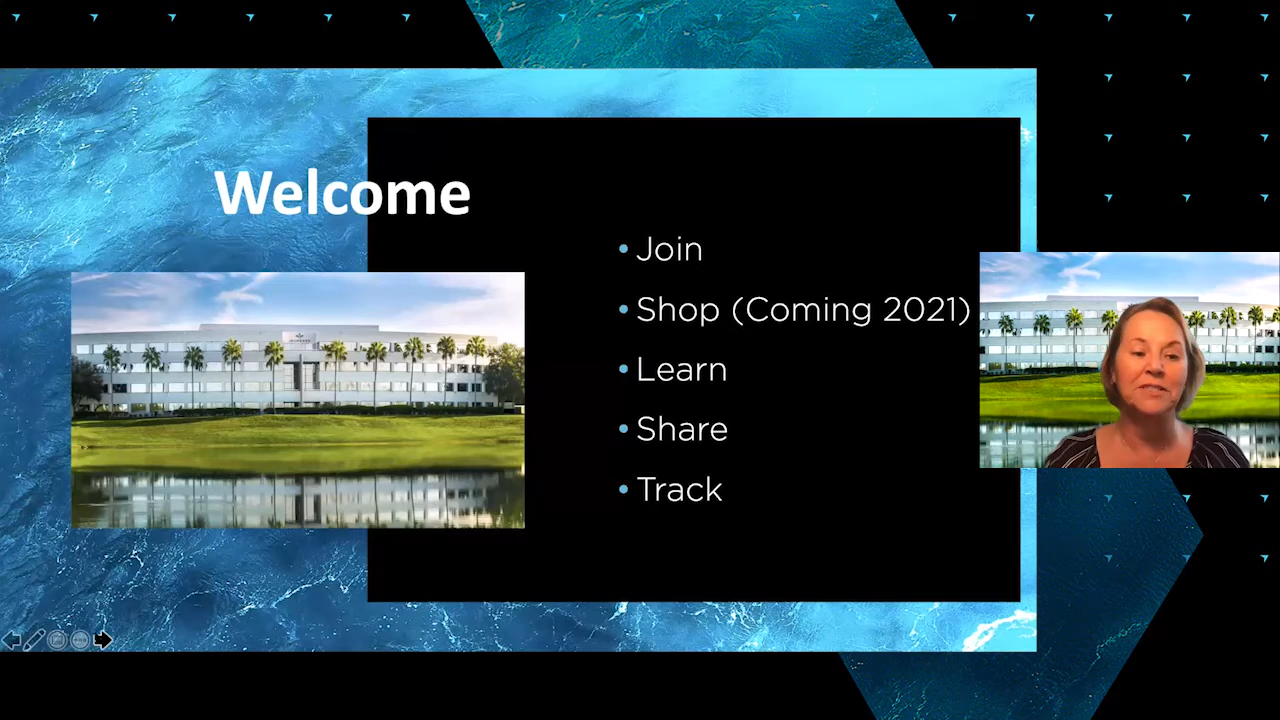 Welcome
• Join
• Shop (Coming 2021)
• Learn
• Share
• Track